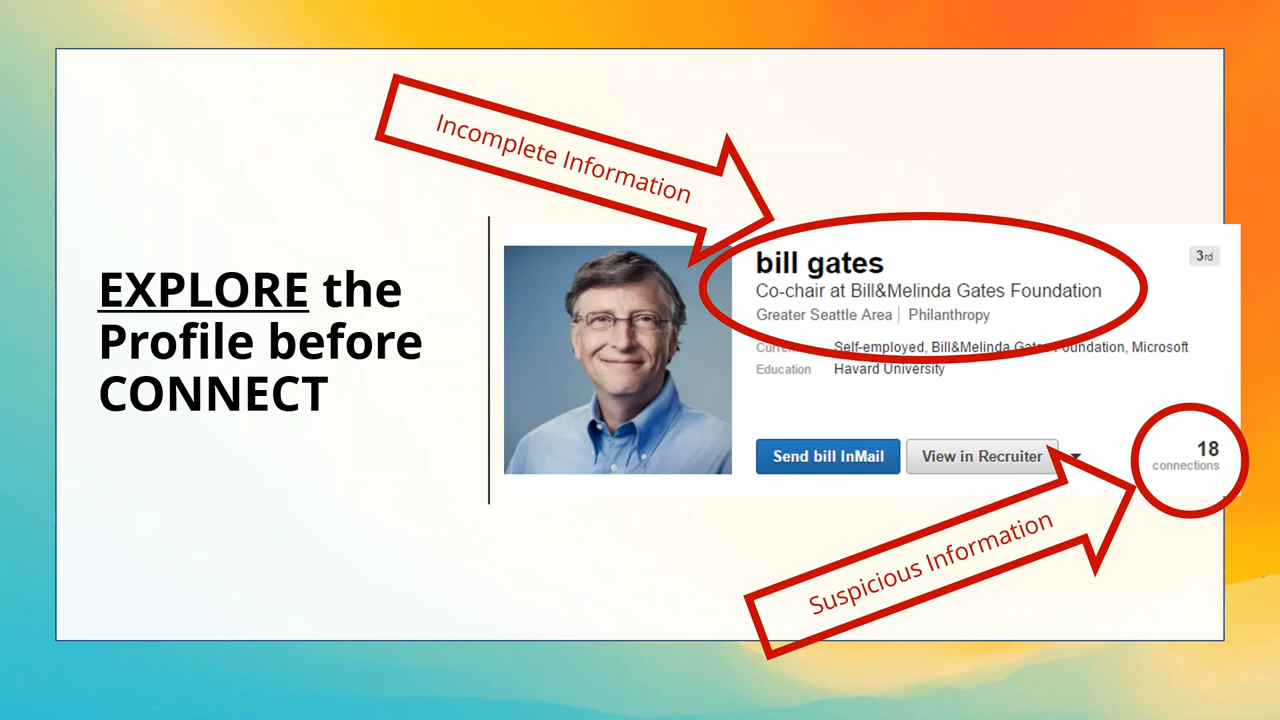 Incomplete Information
EXPLORE the
Profile before
CONNECT
bill gates
3rd
Co-chair at Bill&Melinda Gates Foundation
Greater Seattle Area | Philanthropy
Self-employed, Bill&Melinda Gates Foundation, Microsoft
Education Havard University
Send bill InMail View in Recruiter
18
connections
Suspicious Information